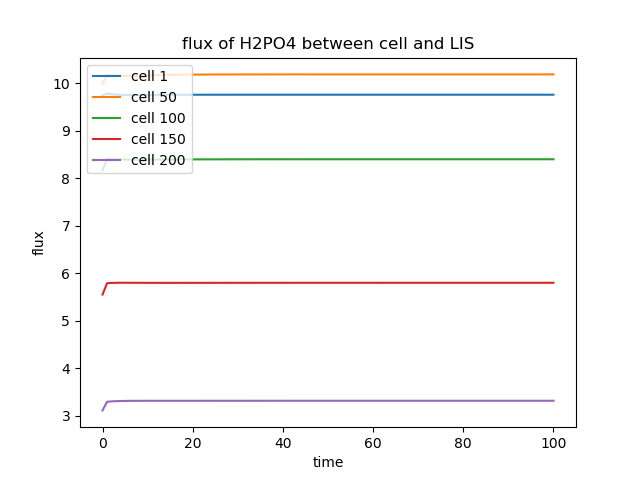 flux of H2PO4 between cell and LIS
cell 1
cell 50
cell 100
cell 150
cell 200
10
9
8
7
6
5
4
3
flux
0 20 40 60 80 100
time